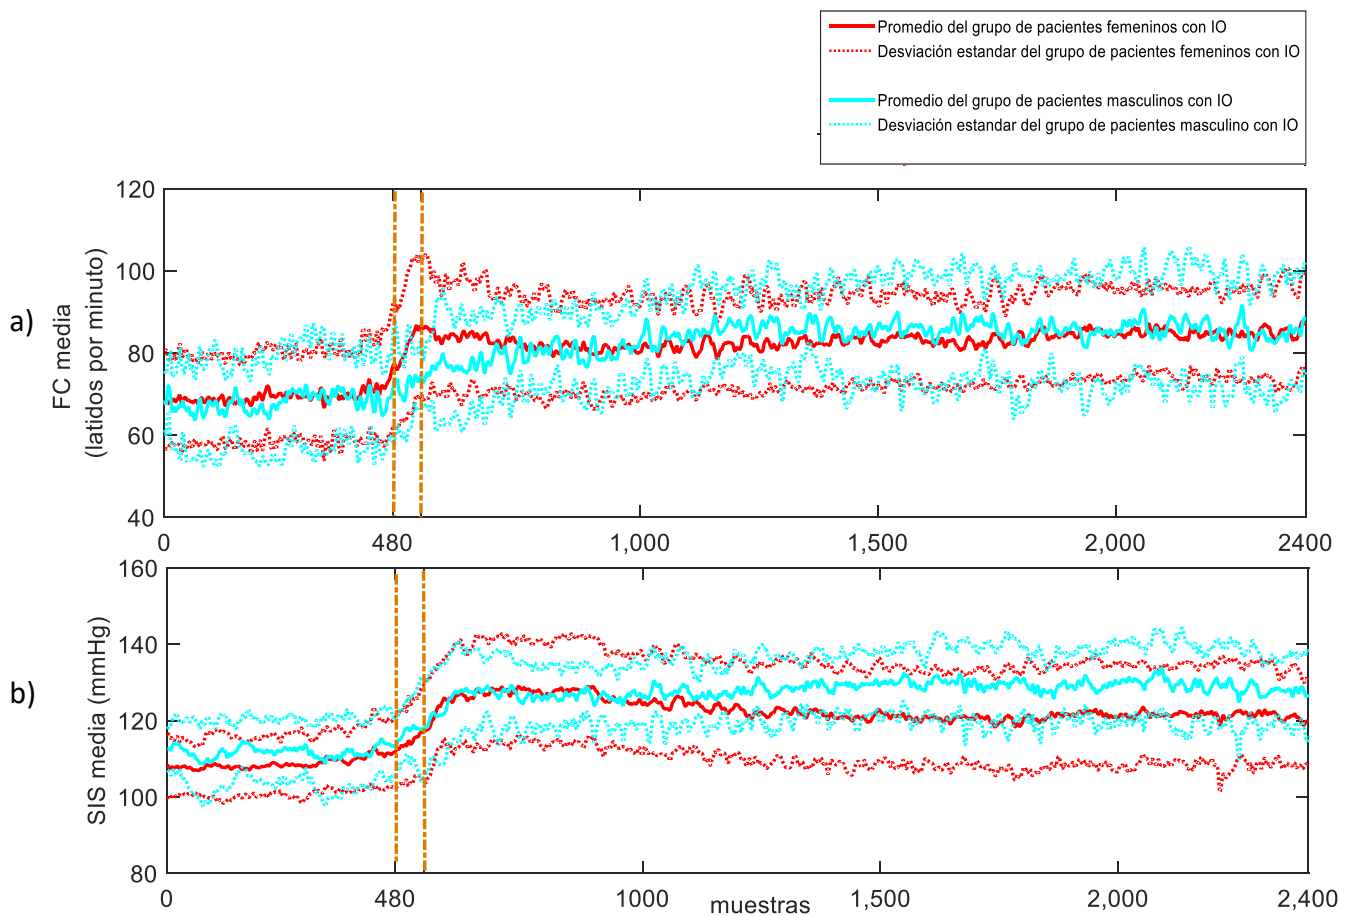 Promedio del grupo de pacientes femeninos con IO
Desviación estandar del grupo de pacientes femeninos con IO
Promedio del grupo de pacientes masculinos con IO
Desviación estandar del grupo de pacientes masculino con IO
a)
FC media
(latidos por minuto)
120
100
80
60
40
0 480 1,000 1,500 2,000 2400
b)
SIS media (mmHg)
160
140
120
100
80
0 480 1000 1,500 2,000 2,400
muestras